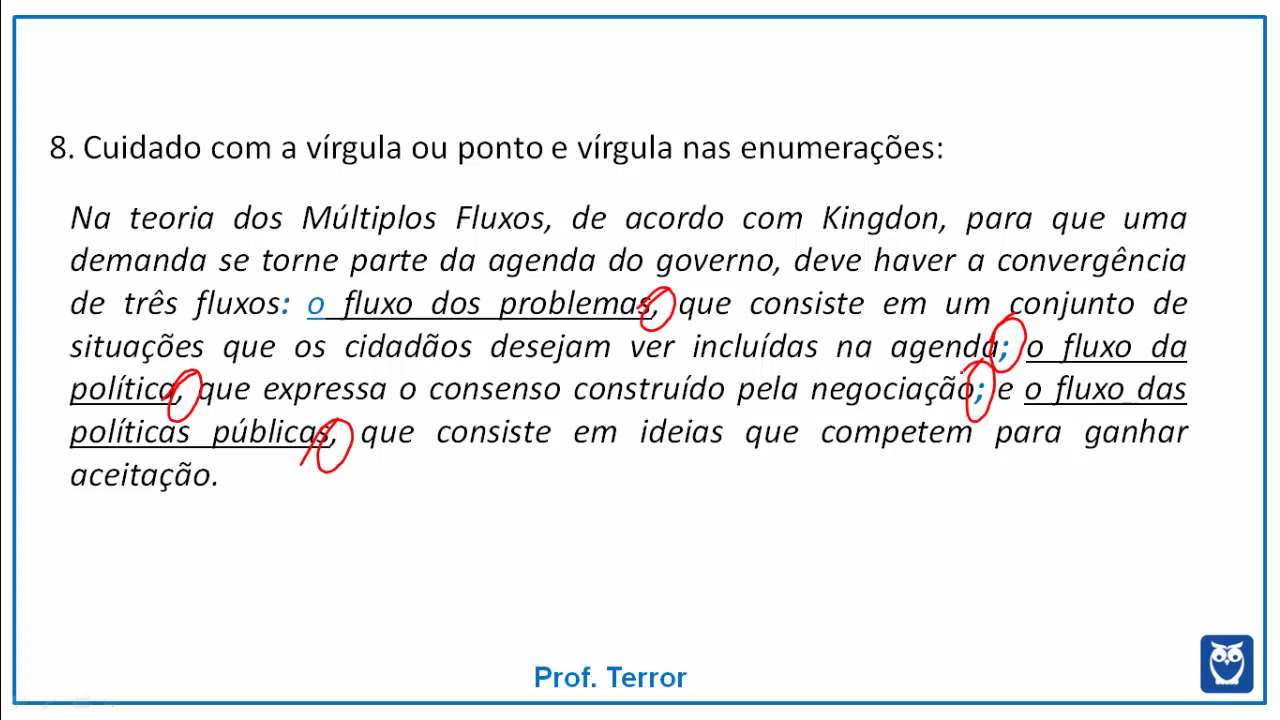 8. Cuidado com a vírgula ou ponto e vírgula nas enumerações:
Na teoria dos Múltiplos Fluxos, de acordo com Kingdon, para que uma
demanda se torne parte da agenda do governo, deve haver a convergência
de três fluxos: o fluxo dos problemas, que consiste em um conjunto de
situações que os cidadãos desejam ver incluídas na agenda; o fluxo da
política, que expressa o consenso construído pela negociação; e o fluxo das
políticas públicas, que consiste em ideias que competem para ganhar
aceitação.
Prof. Terror